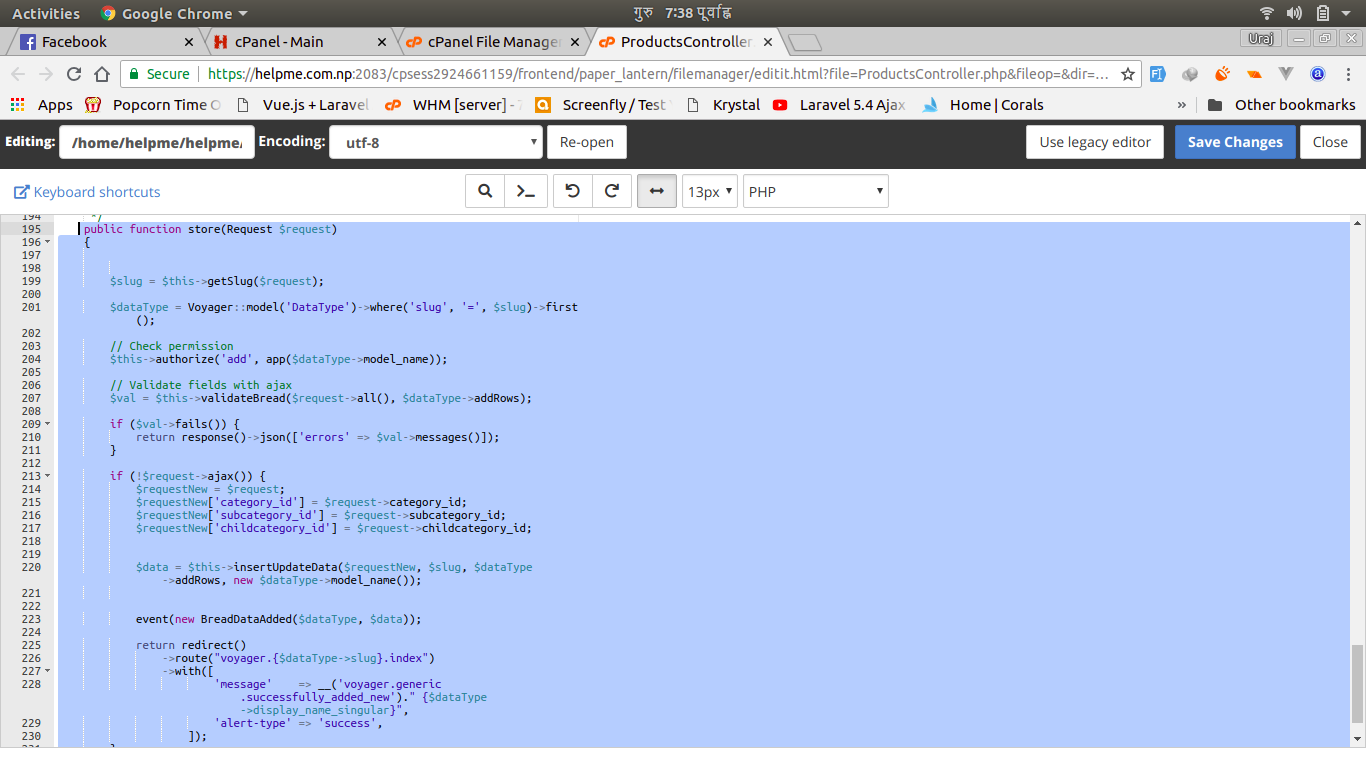 Activities Google Chrome गुरु 7:38 पूर्वाह्न
Facebook cPanel - Main cPanel File Manager ProductsController Uraj
Secure https://helpme.com.np:2083/cpsess2924661159/frontend/paper_lantern/filemanager/editit.html?file=ProductsController.php&fileop=&dir=...
Apps Popcorn Time Vue.js + Laravel WHM [server] - Screenfly / Test Krystal Laravel 5.4 Ajax Home | Corals » Other bookmarks
Editing: /home/helpme/helpme/ Encoding: utf-8 Re-open Use legacy editor Save Changes Close
Keyboard shortcuts 13px PHP
194 */
195 public function store(Request $request)
196 {
197
198
199 $slug = $this->getSlug($request);
200
201 $dataType = Voyager::model('DataType')->where('slug', '=', $slug)->first
();
202
203 // Check permission
204 $this->authorize('add', app($dataType->model_name));
205
206 // Validate fields with ajax
207 $val = $this->validateBread($request->all(), $dataType->addRows);
208
209 if ($val->fails()) {
210 return response()->json(['errors' => $val->messages()]);
211 }
212
213 if (!$request->ajax()) {
214 $requestNew = $request;
215 $requestNew['category_id'] = $request->category_id;
216 $requestNew['subcategory_id'] = $request->subcategory_id;
217 $requestNew['childcategory_id'] = $request->childcategory_id;
218
219
220 $data = $this->insertUpdateData($requestNew, $slug, $dataType
->addRows, new $dataType->model_name());
221
222
223 event(new BreadDataAdded($dataType, $data));
224
225 return redirect()
226 ->route("voyager.{$dataType->slug}.index")
227 ->with([
228 'message' => __('voyager.generic
.successfully_added_new')." {$dataType
->display_name_singular}",
229 'alert-type' => 'success',
230 ]);
231 }